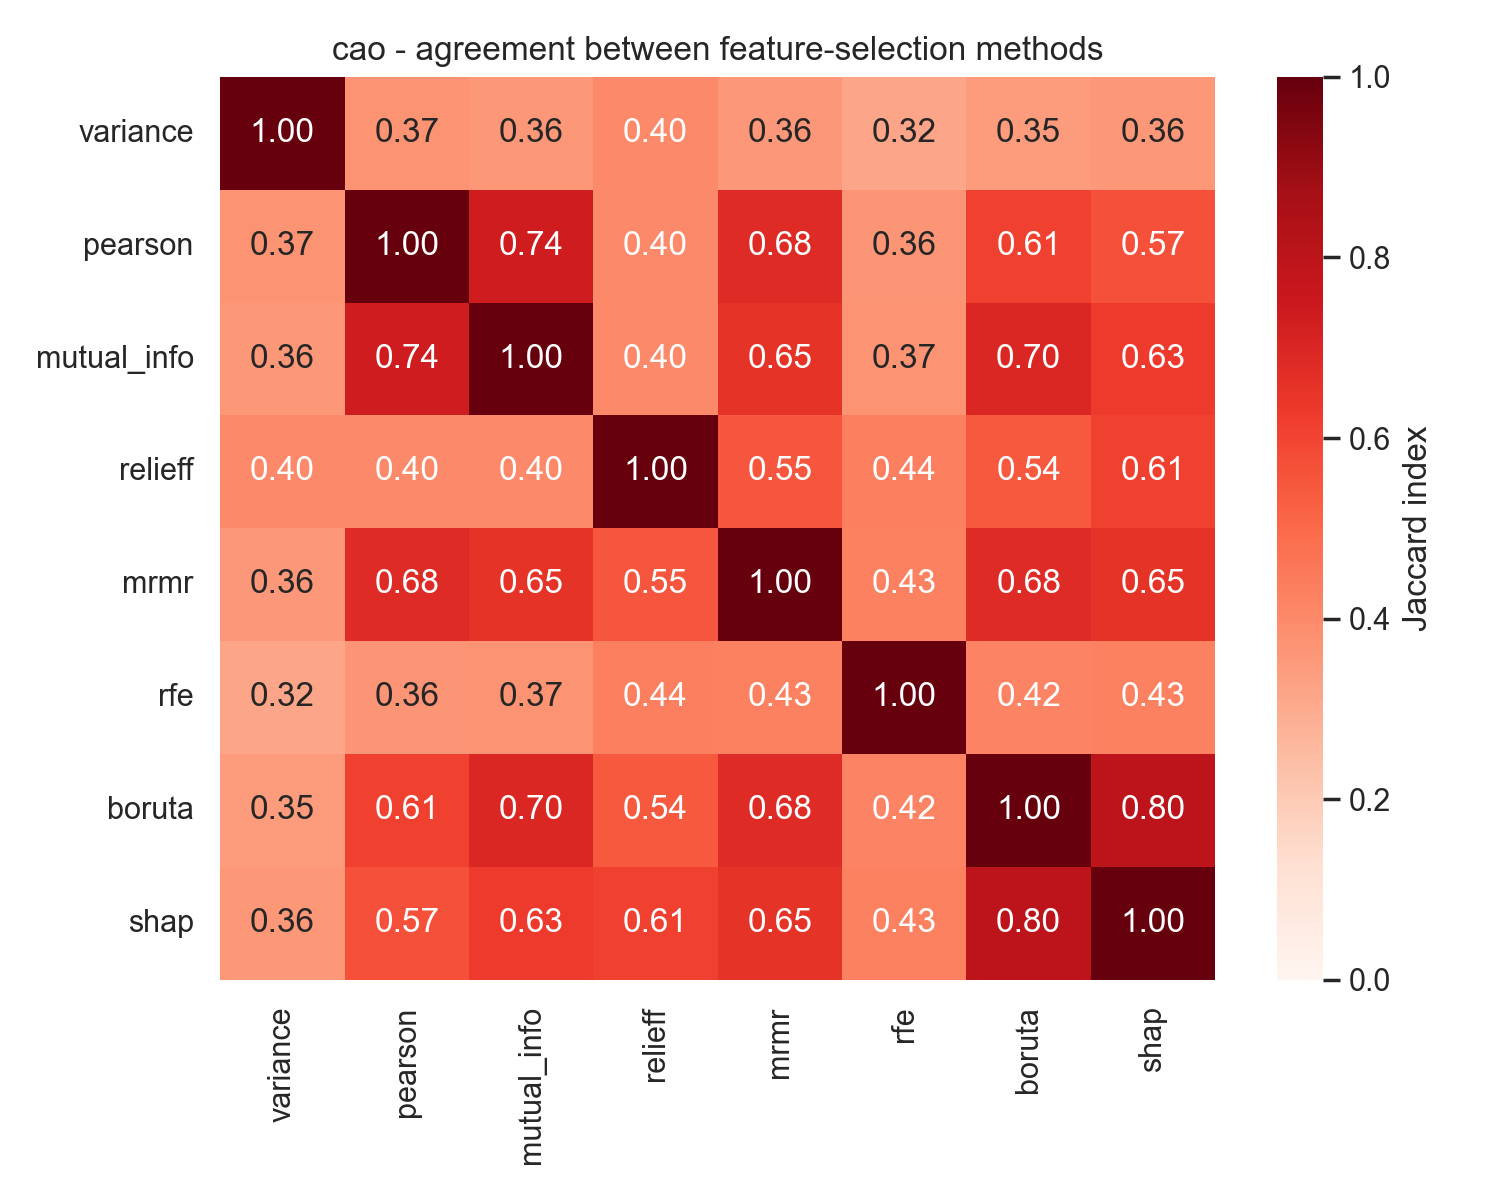 cao - agreement between feature-selection methods
variance 1.00 0.37 0.36 0.40 0.36 0.32 0.35 0.36
pearson 0.37 1.00 0.74 0.40 0.68 0.36 0.61 0.57
mutual_info 0.36 0.74 1.00 0.40 0.65 0.37 0.70 0.63
relieff 0.40 0.40 0.40 1.00 0.55 0.44 0.54 0.61
mrmr 0.36 0.68 0.65 0.55 1.00 0.43 0.68 0.65
rfe 0.32 0.36 0.37 0.44 0.43 1.00 0.42 0.43
boruta 0.35 0.61 0.70 0.54 0.68 0.42 1.00 0.80
shap 0.36 0.57 0.63 0.61 0.65 0.43 0.80 1.00
variance pearson mutual_info relieff mrmr rfe boruta shap
1.0
0.8
0.6
0.4
0.2
0.0
Jaccard index